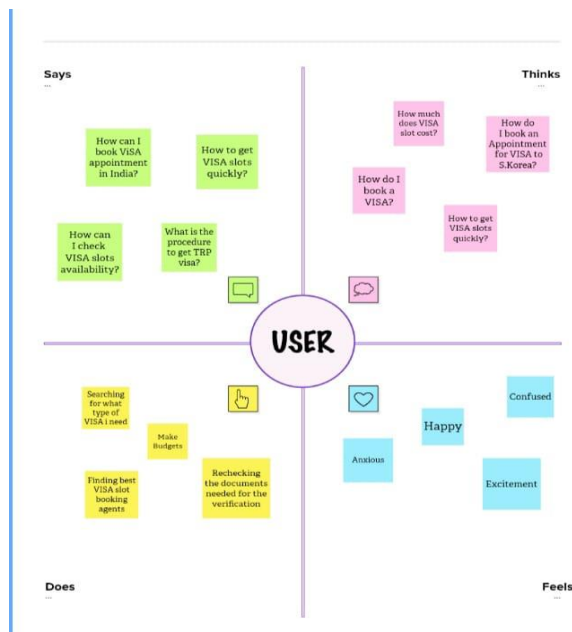 Says
...
Thinks
...
How can I
book ViSA
appointment
in India?
How to get
VISA slots
quickly?
How can
I check
VISA slots
availability?
What is the
procedure
to get TRP
visa?
How much
does VISA
slot cost?
How do
I book an
Appointment
for VISA to
S.Korea?
How do I
book a
VISA?
How to get
VISA slots
quickly?
USER
Searching
for what
type of
VISA i need
Make
Budgets
Finding best
VISA slot
booking
agents
Rechecking
the documents
needed for the
verification
Confused
Happy
Anxious
Excitement
Does
...
Feels
...